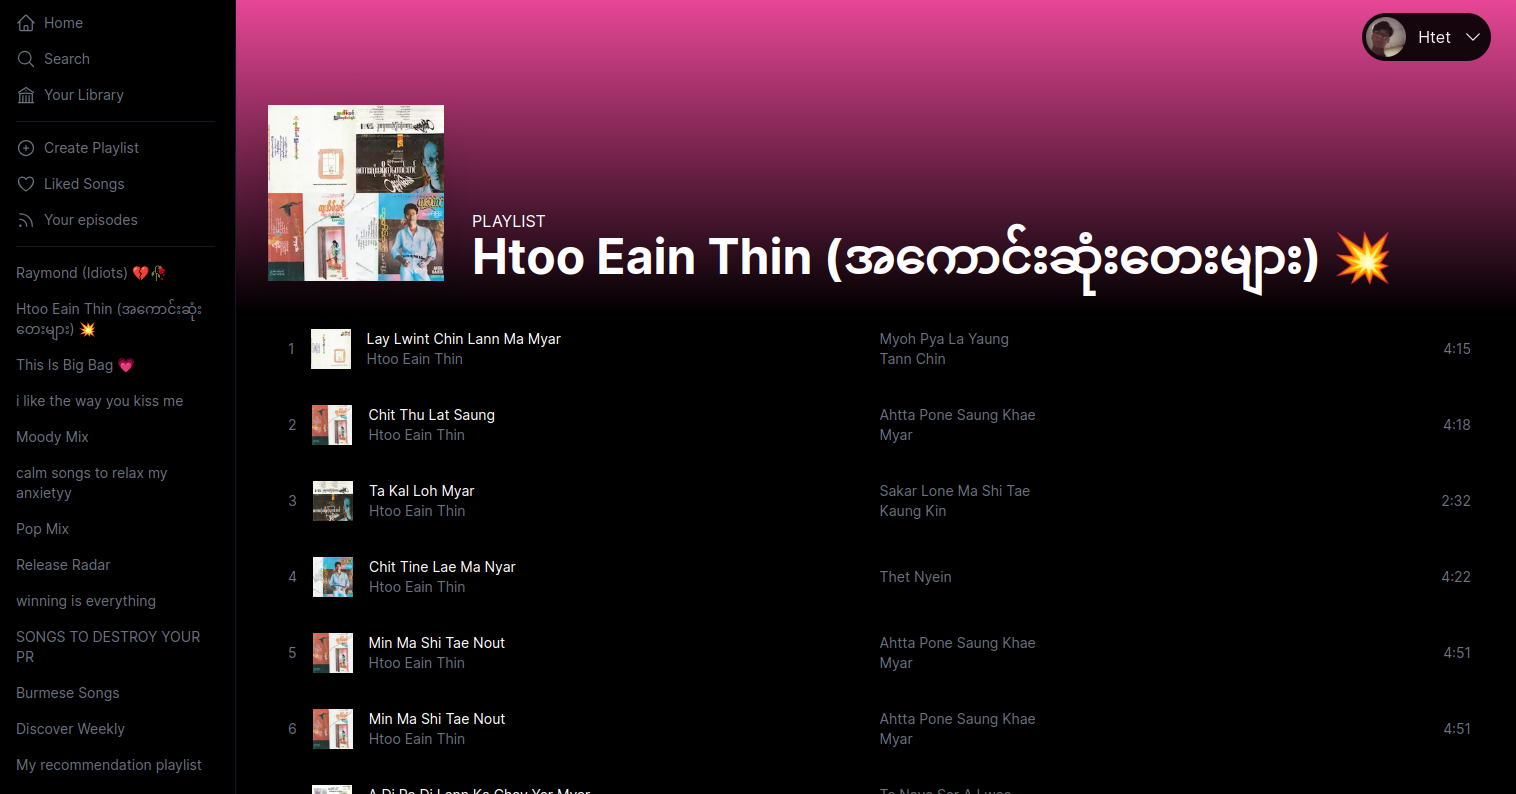 Home
Search
Your Library
Create Playlist
Liked Songs
Your episodes
Raymond (Idiots) 💔🥀
Htoo Eain Thin (အကောင်းဆုံး
တေးများ) 💥
This Is Big Bag 💗
i like the way you kiss me
Moody Mix
calm songs to relax my
anxietyy
Pop Mix
Release Radar
winning is everything
SONGS TO DESTROY YOUR
PR
Burmese Songs
Discover Weekly
My recommendation playlist
Htet
PLAYLIST
Htoo Eain Thin (အကောင်းဆုံးတေးများ) 💥
1 Lay Lwint Chin Lann Ma Myar
Htoo Eain Thin
Myoh Pya La Yaung
Tann Chin
4:15
2 Chit Thu Lat Saung
Htoo Eain Thin
Ahtta Pone Saung Khae
Myar
4:18
3 Ta Kal Loh Myar
Htoo Eain Thin
Sakar Lone Ma Shi Tae
Kaung Kin
2:32
4 Chit Tine Lae Ma Nyar
Htoo Eain Thin
Thet Nyein
4:22
5 Min Ma Shi Tae Nout
Htoo Eain Thin
Ahtta Pone Saung Khae
Myar
4:51
6 Min Ma Shi Tae Nout
Htoo Eain Thin
Ahtta Pone Saung Khae
Myar
4:51